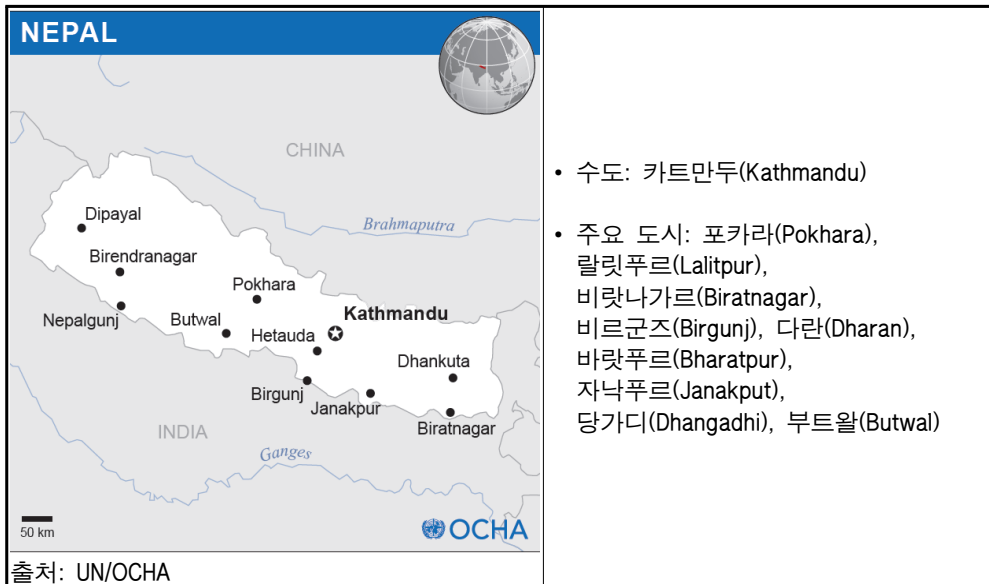 NEPAL
CHINA
Brahmaputra
Dipayal
Birendranagar
Pokhara
Nepalgunj
Butwal
Kathmandu
Hetauda
Dhankuta
Birgunj
Janakpur
Biratnagar
INDIA
Ganges
50 km
OCHA
출처: UN/OCHA
• 수도: 카트만두(Kathmandu)
• 주요 도시: 포카라(Pokhara),
랄릿푸르(Lalitpur),
비랏나가르(Biratnagar),
비르군즈(Birgunj), 다란(Dharan),
바랏푸르(Bharatpur),
자낙푸르(Janakput),
당가디(Dhangadhi), 부트왈(Butwal)